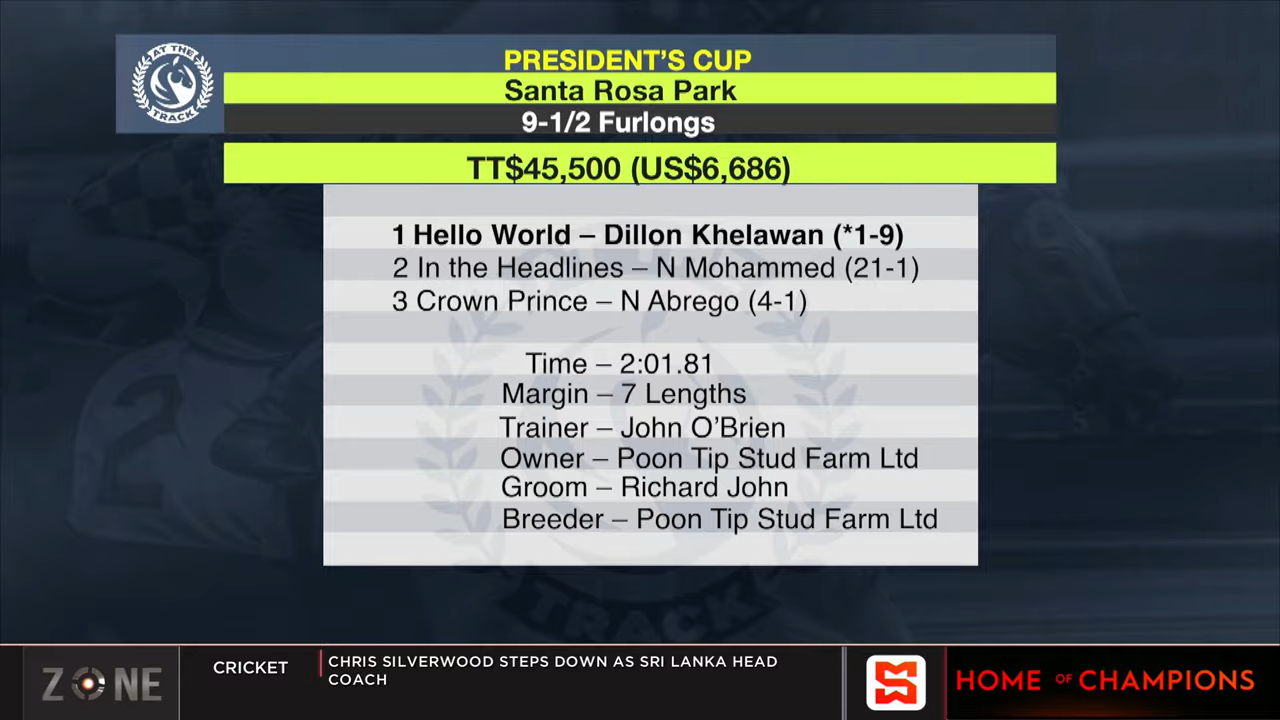 AT THE
TRACK
PRESIDENT'S CUP
Santa Rosa Park
9-1/2 Furlongs
TT$45,500 (US$6,686)
1 Hello World – Dillon Khelawan (*1-9)
2 In the Headlines – N Mohammed (21-1)
3 Crown Prince – N Abrego (4-1)
Time – 2:01.81
Margin – 7 Lengths
Trainer – John O'Brien
Owner – Poon Tip Stud Farm Ltd
Groom – Richard John
Breeder – Poon Tip Stud Farm Ltd
TRACK
2
ZONE
CRICKET
CHRIS SILVERWOOD STEPS DOWN AS SRI LANKA HEAD
COACH
HOME OF CHAMPIONS